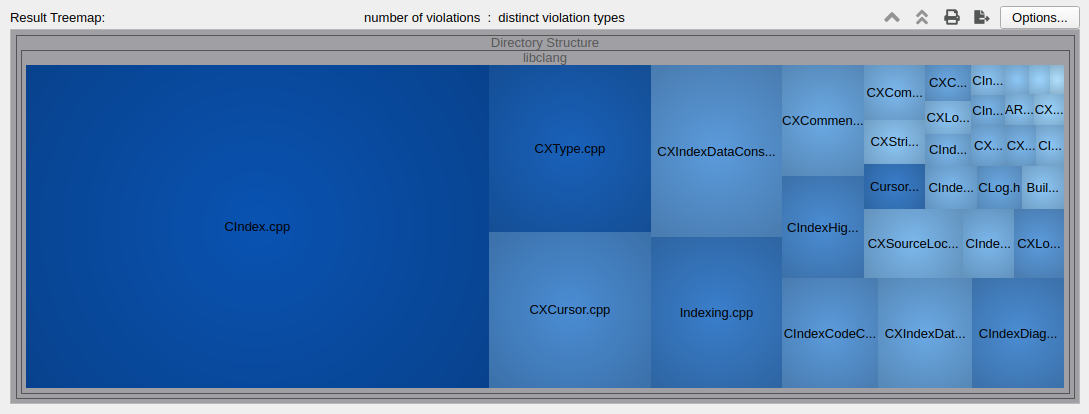 Result Treemap:
number of violations : distinct violation types
Options...
Directory Structure
libclang
CIndex.cpp
CXType.cpp
CXCursor.cpp
CXIndexDataCons...
Indexing.cpp
CXCommen...
CIndexHig...
CXCom...
CXStri...
Cursor...
CXC...
CXLo...
CInd...
CIn...
CIn...
AR...
CX...
CX...
CX...
CI...
CInde...
CLog.h
Buil...
CXSourceLoc...
CInde...
CXLo...
CIndexCodeC...
CXIndexDat...
CIndexDiag...